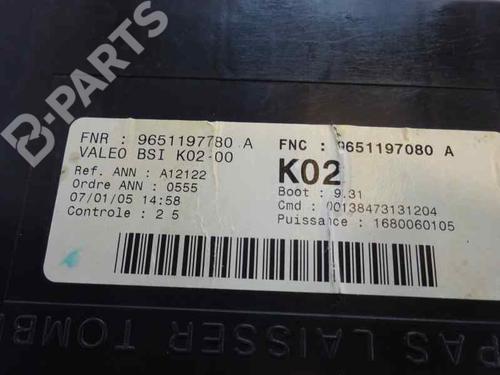 B-PARTS
FNR : 9651197780 A
VALEO BSI K02-00
Ref. ANN : A12122
Ordre ANN : 0555
07/01/05 14:58
Controle : 2 5
FNC : 9651197080 A
K02
Boot : 9.31
Cmd : 00138473131204
Puissance : 1680060105
PAS LAISSER TOMB